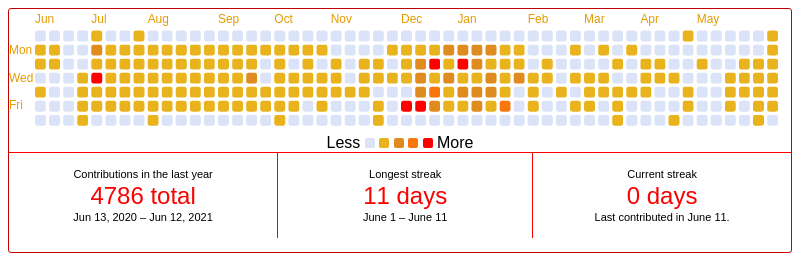 Jun Jul Aug Sep Oct Nov Dec Jan Feb Mar Apr May
Mon
Wed
Fri
Less More
Contributions in the last year
4786 total
Jun 13, 2020 – Jun 12, 2021
Longest streak
11 days
June 1 – June 11
Current streak
0 days
Last contributed in June 11.